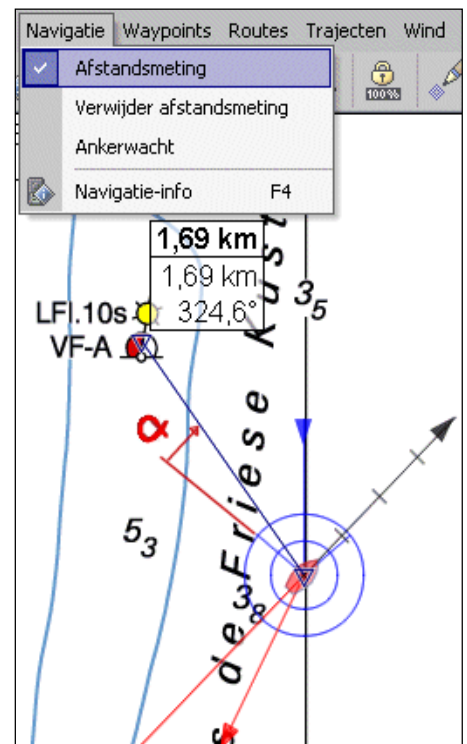 Navigatie Waypoints Routes Trajecten Wind
Afstandsmeting
Verwijder afstandsmeting
Ankerwacht
Navigatie-info F4
100%
1,69 km
1,69 km
324,6°
LFl.10s
VF-A
α
3₅
5₃
3₈
s de Friese Kust